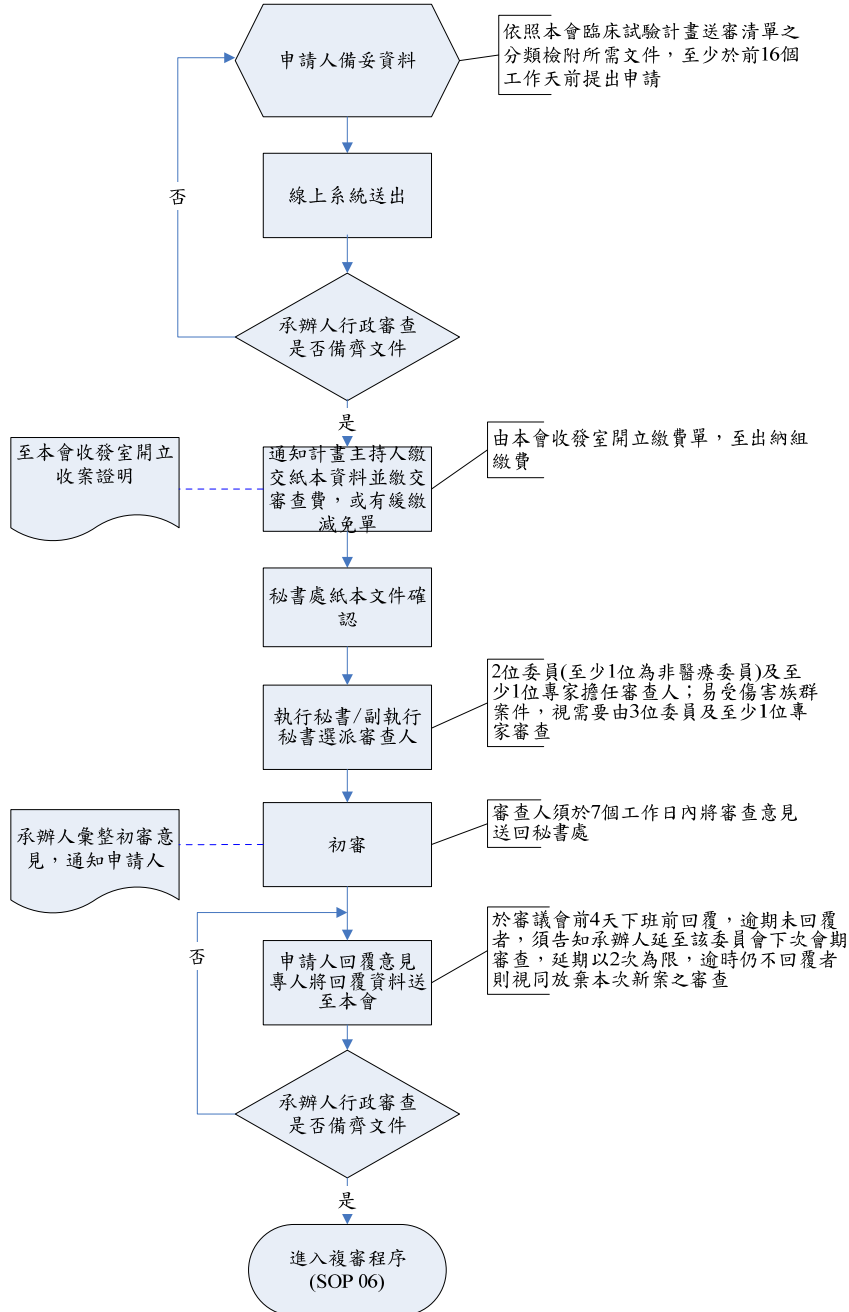 申請人備妥資料
依照本會臨床試驗計畫送審清單之
分類檢附所需文件，至少於前16個
工作天前提出申請
線上系統送出
否
承辦人行政審查
是否備齊文件
是
至本會收發室開立
收案證明
通知計畫主持人繳
交紙本資料並繳交
審查費，或有緩繳
減免單
由本會收發室開立繳費單，至出納組
繳費
秘書處紙本文件確
認
執行秘書/副執行
秘書選派審查人
2位委員(至少1位為非醫療委員)及至
少1位專家擔任審查人；易受傷害族群
案件，視需要由3位委員及至少1位專
家審查
承辦人彙整初審意
見，通知申請人
初審
審查人須於7個工作日內將審查意見
送回秘書處
否
申請人回覆意見
專人將回覆資料送
至本會
於審議會前4天下班前回覆，逾期未回覆
者，須告知承辦人延至該委員會下次會期
審查，延期以2次為限，逾時仍不回覆者
則視同放棄本次新案之審查
承辦人行政審查
是否備齊文件
是
進入複審程序
(SOP 06)